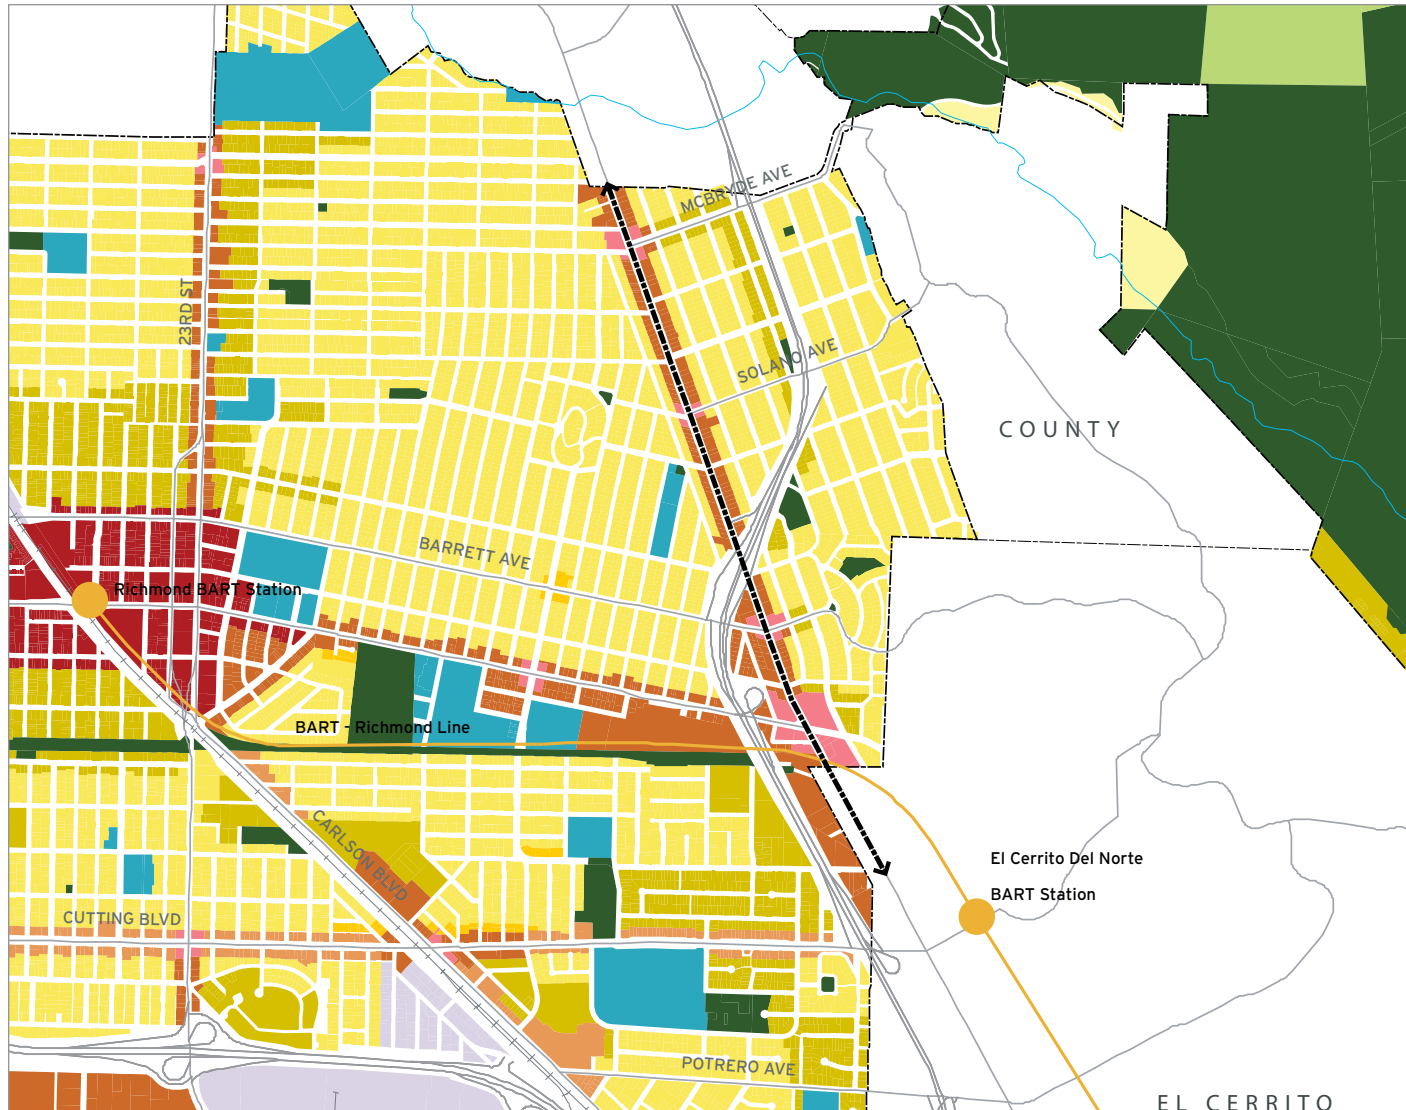 MCBRYDE AVE
23RD ST
SOLANO AVE
COUNTY
BARRETT AVE
Richmond BART Station
BART - Richmond Line
CARLSON BLVD
El Cerrito Del Norte
BART Station
CUTTING BLVD
POTRERO AVE
EL CERRITO